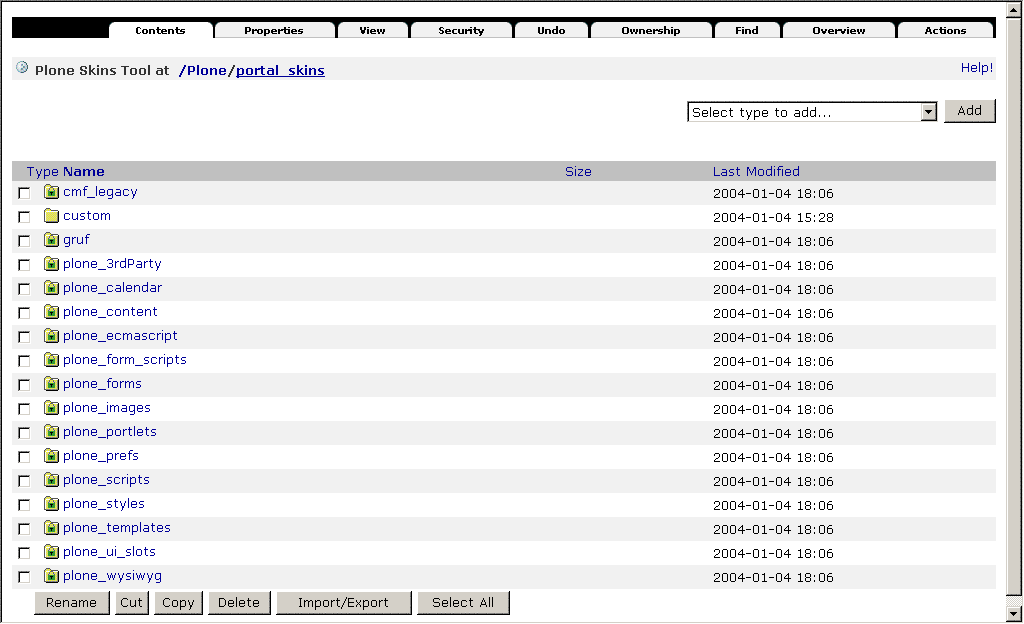 Contents Properties View Security Undo Ownership Find Overview Actions
Plone Skins Tool at /Plone/portal_skins Help!
Select type to add... Add
Type Name Size Last Modified
cmf_legacy 2004-01-04 18:06
custom 2004-01-04 15:28
gruf 2004-01-04 18:06
plone_3rdParty 2004-01-04 18:06
plone_calendar 2004-01-04 18:06
plone_content 2004-01-04 18:06
plone_ecmascript 2004-01-04 18:06
plone_form_scripts 2004-01-04 18:06
plone_forms 2004-01-04 18:06
plone_images 2004-01-04 18:06
plone_portlets 2004-01-04 18:06
plone_prefs 2004-01-04 18:06
plone_scripts 2004-01-04 18:06
plone_styles 2004-01-04 18:06
plone_templates 2004-01-04 18:06
plone_ui_slots 2004-01-04 18:06
plone_wysiwyg 2004-01-04 18:06
Rename Cut Copy Delete Import/Export Select All